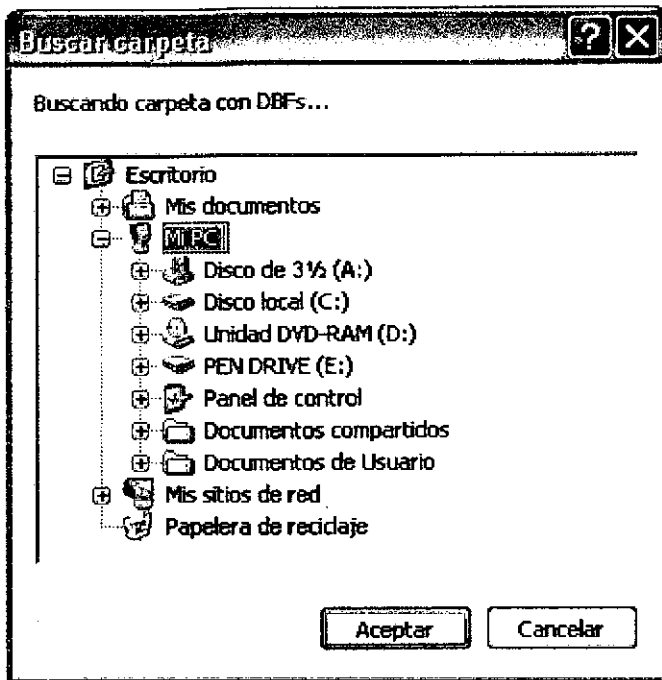 Buscar carpeta
Buscando carpeta con DBFs...
Escritorio
Mis documentos
Mi PC
Disco de 3½ (A:)
Disco local (C:)
Unidad DVD-RAM (D:)
PEN DRIVE (E:)
Panel de control
Documentos compartidos
Documentos de Usuario
Mis sitios de red
Papelera de reciclaje
Aceptar Cancelar